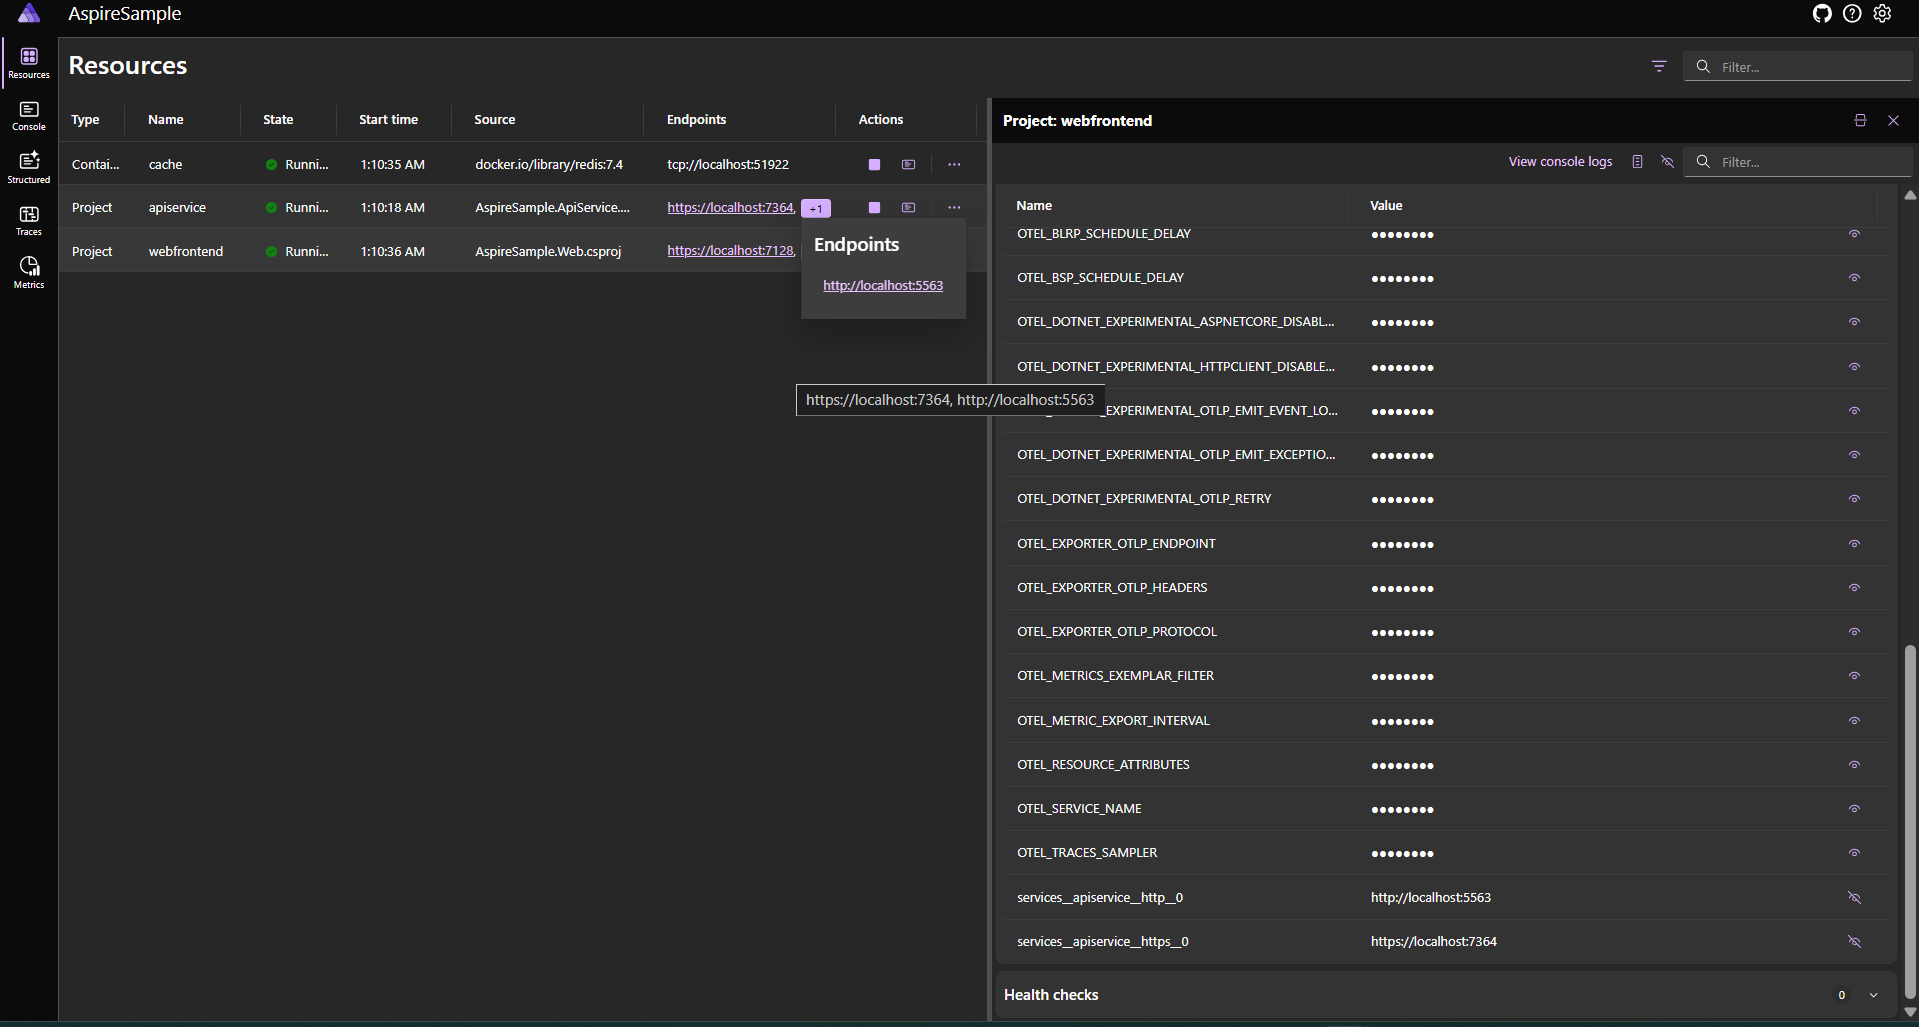 AspireSample
Resources
Console
Structured
Traces
Metrics
Resources
Filter...
Type Name State Start time Source Endpoints Actions
Contai... cache Runni... 1:10:35 AM docker.io/library/redis:7.4 tcp://localhost:51922
Project apiservice Runni... 1:10:18 AM AspireSample.ApiService.... https://localhost:7364, +1
Project webfrontend Runni... 1:10:36 AM AspireSample.Web.csproj https://localhost:7128,
Endpoints
http://localhost:5563
https://localhost:7364, http://localhost:5563
Project: webfrontend
View console logs Filter...
Name Value
OTEL_BLRP_SCHEDULE_DELAY ●●●●●●●●
OTEL_BSP_SCHEDULE_DELAY ●●●●●●●●
OTEL_DOTNET_EXPERIMENTAL_ASPNETCORE_DISABL... ●●●●●●●●
OTEL_DOTNET_EXPERIMENTAL_HTTPCLIENT_DISABLE... ●●●●●●●●
_EXPERIMENTAL_OTLP_EMIT_EVENT_LO... ●●●●●●●●
OTEL_DOTNET_EXPERIMENTAL_OTLP_EMIT_EXCEPTIO... ●●●●●●●●
OTEL_DOTNET_EXPERIMENTAL_OTLP_RETRY ●●●●●●●●
OTEL_EXPORTER_OTLP_ENDPOINT ●●●●●●●●
OTEL_EXPORTER_OTLP_HEADERS ●●●●●●●●
OTEL_EXPORTER_OTLP_PROTOCOL ●●●●●●●●
OTEL_METRICS_EXEMPLAR_FILTER ●●●●●●●●
OTEL_METRIC_EXPORT_INTERVAL ●●●●●●●●
OTEL_RESOURCE_ATTRIBUTES ●●●●●●●●
OTEL_SERVICE_NAME ●●●●●●●●
OTEL_TRACES_SAMPLER ●●●●●●●●
services__apiservice__http__0 http://localhost:5563
services__apiservice__https__0 https://localhost:7364
Health checks 0